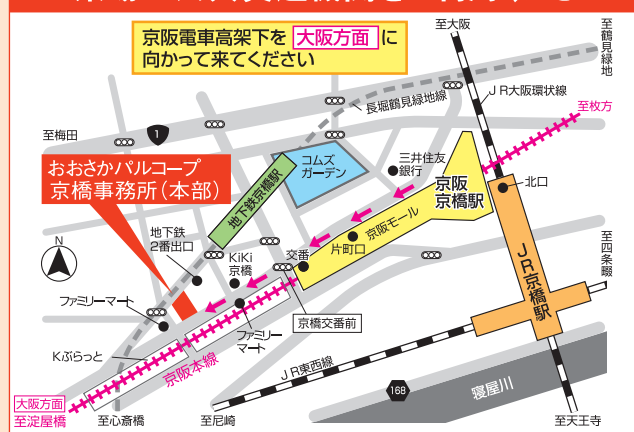 京阪電車高架下を 大阪方面 に
向かって来てください
至大阪
至鶴見緑地
長堀鶴見緑地線
JR大阪環状線
至枚方
至梅田
1
コムズ
ガーデン
三井住友
銀行
京阪
京橋駅
北口
おおさかパルコープ
京橋事務所(本部)
地下鉄京橋駅
京阪モール
片町口
N
地下鉄
2番出口
KiKi
京橋
交番
至四条畷
JR京橋駅
ファミリーマート
ファミリー
マート
京橋交番前
Kぶらっと
京阪本線
JR東西線
168
寝屋川
大阪方面
至淀屋橋
至心斎橋
至尼崎
至天王寺